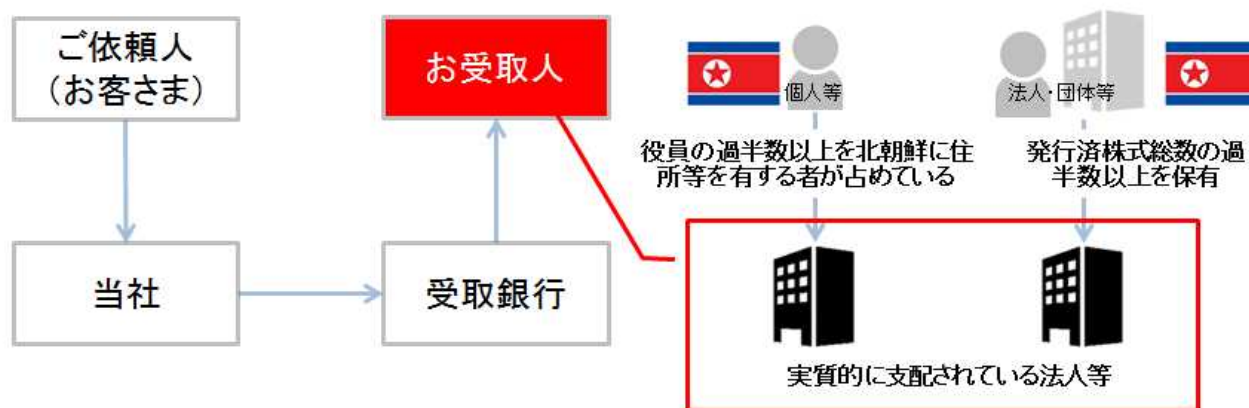 ご依頼人
（お客さま）
お受取人
当社
受取銀行
個人等
法人・団体等
役員の過半数以上を北朝鮮に住
所等を有する者が占めている
発行済株式総数の過
半数以上を保有
実質的に支配されている法人等